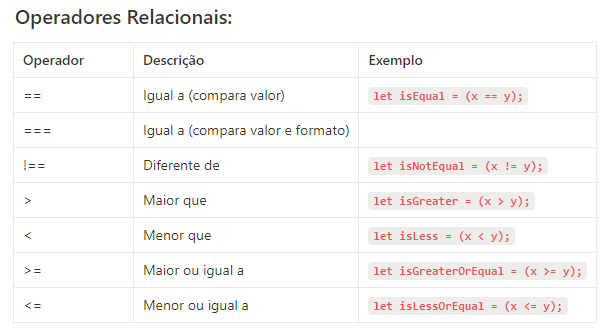 Operadores Relacionais:
Operador Descrição Exemplo
== Igual a (compara valor) let isEqual = (x == y);
=== Igual a (compara valor e formato)
!== Diferente de let isNotEqual = (x != y);
> Maior que let isGreater = (x > y);
< Menor que let isLess = (x < y);
>= Maior ou igual a let isGreaterOrEqual = (x >= y);
<= Menor ou igual a let isLessOrEqual = (x <= y);